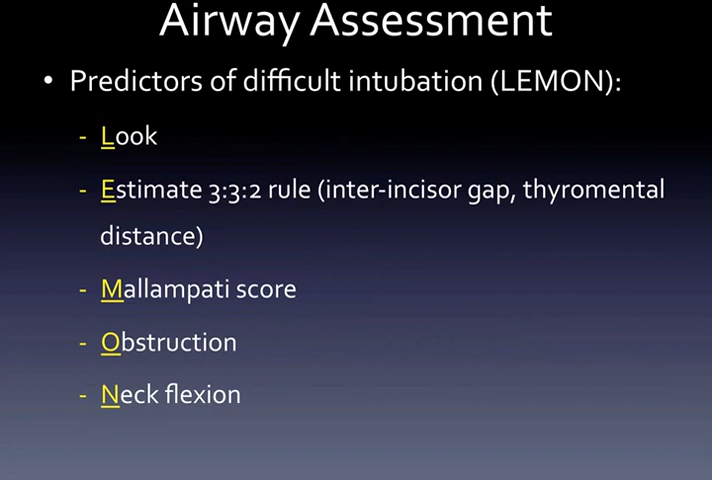 Airway Assessment
• Predictors of difficult intubation (LEMON):
- Look
- Estimate 3:3:2 rule (inter-incisor gap, thyromental
distance)
- Mallampati score
- Obstruction
- Neck flexion